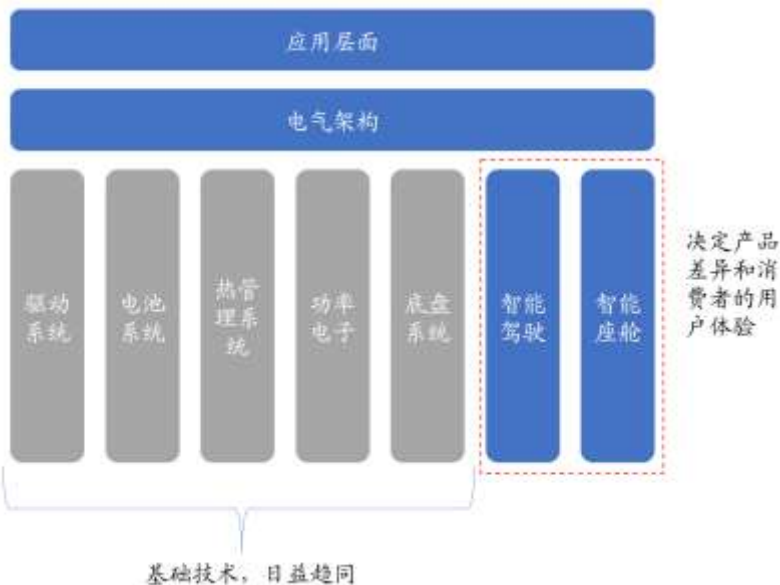 应用层面
电气架构
驱动
系统
电池
系统
热管
理系
统
功率
电子
底盘
系统
智能
驾驶
智能
座舱
决定产品
差异和消
费者的用
户体验
基础技术，日益趋同